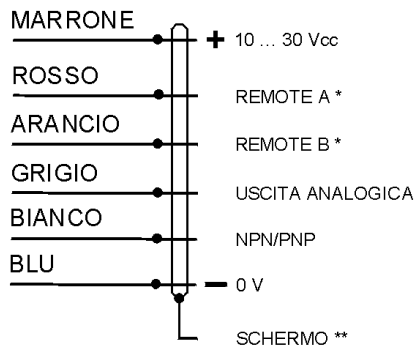 MARRONE
+ 10 ... 30 Vcc
ROSSO
REMOTE A *
ARANCIO
REMOTE B *
GRIGIO
USCITA ANALOGICA
BIANCO
NPN/PNP
BLU
− 0 V
SCHERMO **